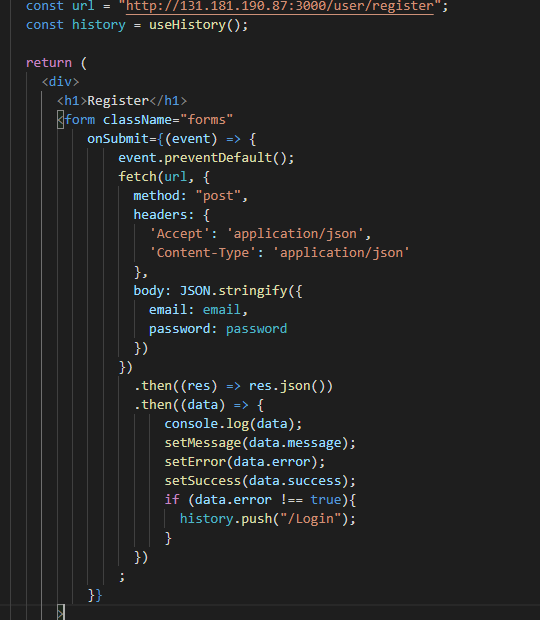 const url = "http://131.181.190.87:3000/user/register";
const history = useHistory();
return (
<div>
<h1>Register</h1>
<form className="forms"
onSubmit={(event) => {
event.preventDefault();
fetch(url, {
method: "post",
headers: {
'Accept': 'application/json',
'Content-Type': 'application/json'
},
body: JSON.stringify({
email: email,
password: password
})
})
.then((res) => res.json())
.then((data) => {
console.log(data);
setMessage(data.message);
setError(data.error);
setSuccess(data.success);
if (data.error !== true){
history.push("/Login");
}
})
;
}}
>